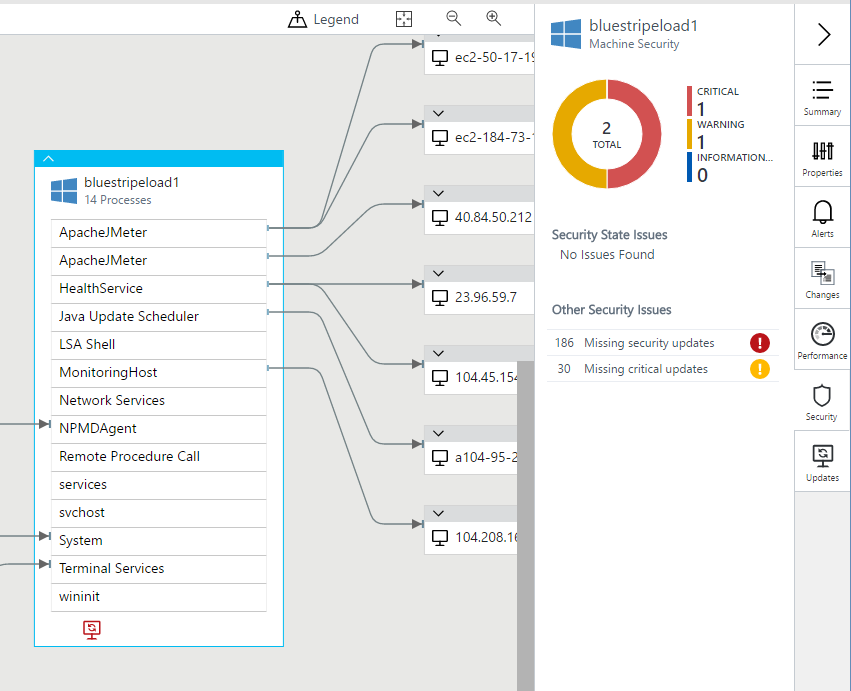 Legend
bluestripeload1
14 Processes
ApacheJMeter
ApacheJMeter
HealthService
Java Update Scheduler
LSA Shell
MonitoringHost
Network Services
NPMDAgent
Remote Procedure Call
services
svchost
System
Terminal Services
wininit
ec2-50-17-19
ec2-184-73-
40.84.50.212
23.96.59.7
104.45.154
a104-95-2
104.208.16
bluestripeload1
Machine Security
2
TOTAL
CRITICAL
1
WARNING
1
INFORMATION...
0
Security State Issues
No Issues Found
Other Security Issues
186 Missing security updates
30 Missing critical updates
Summary
Properties
Alerts
Changes
Performance
Security
Updates